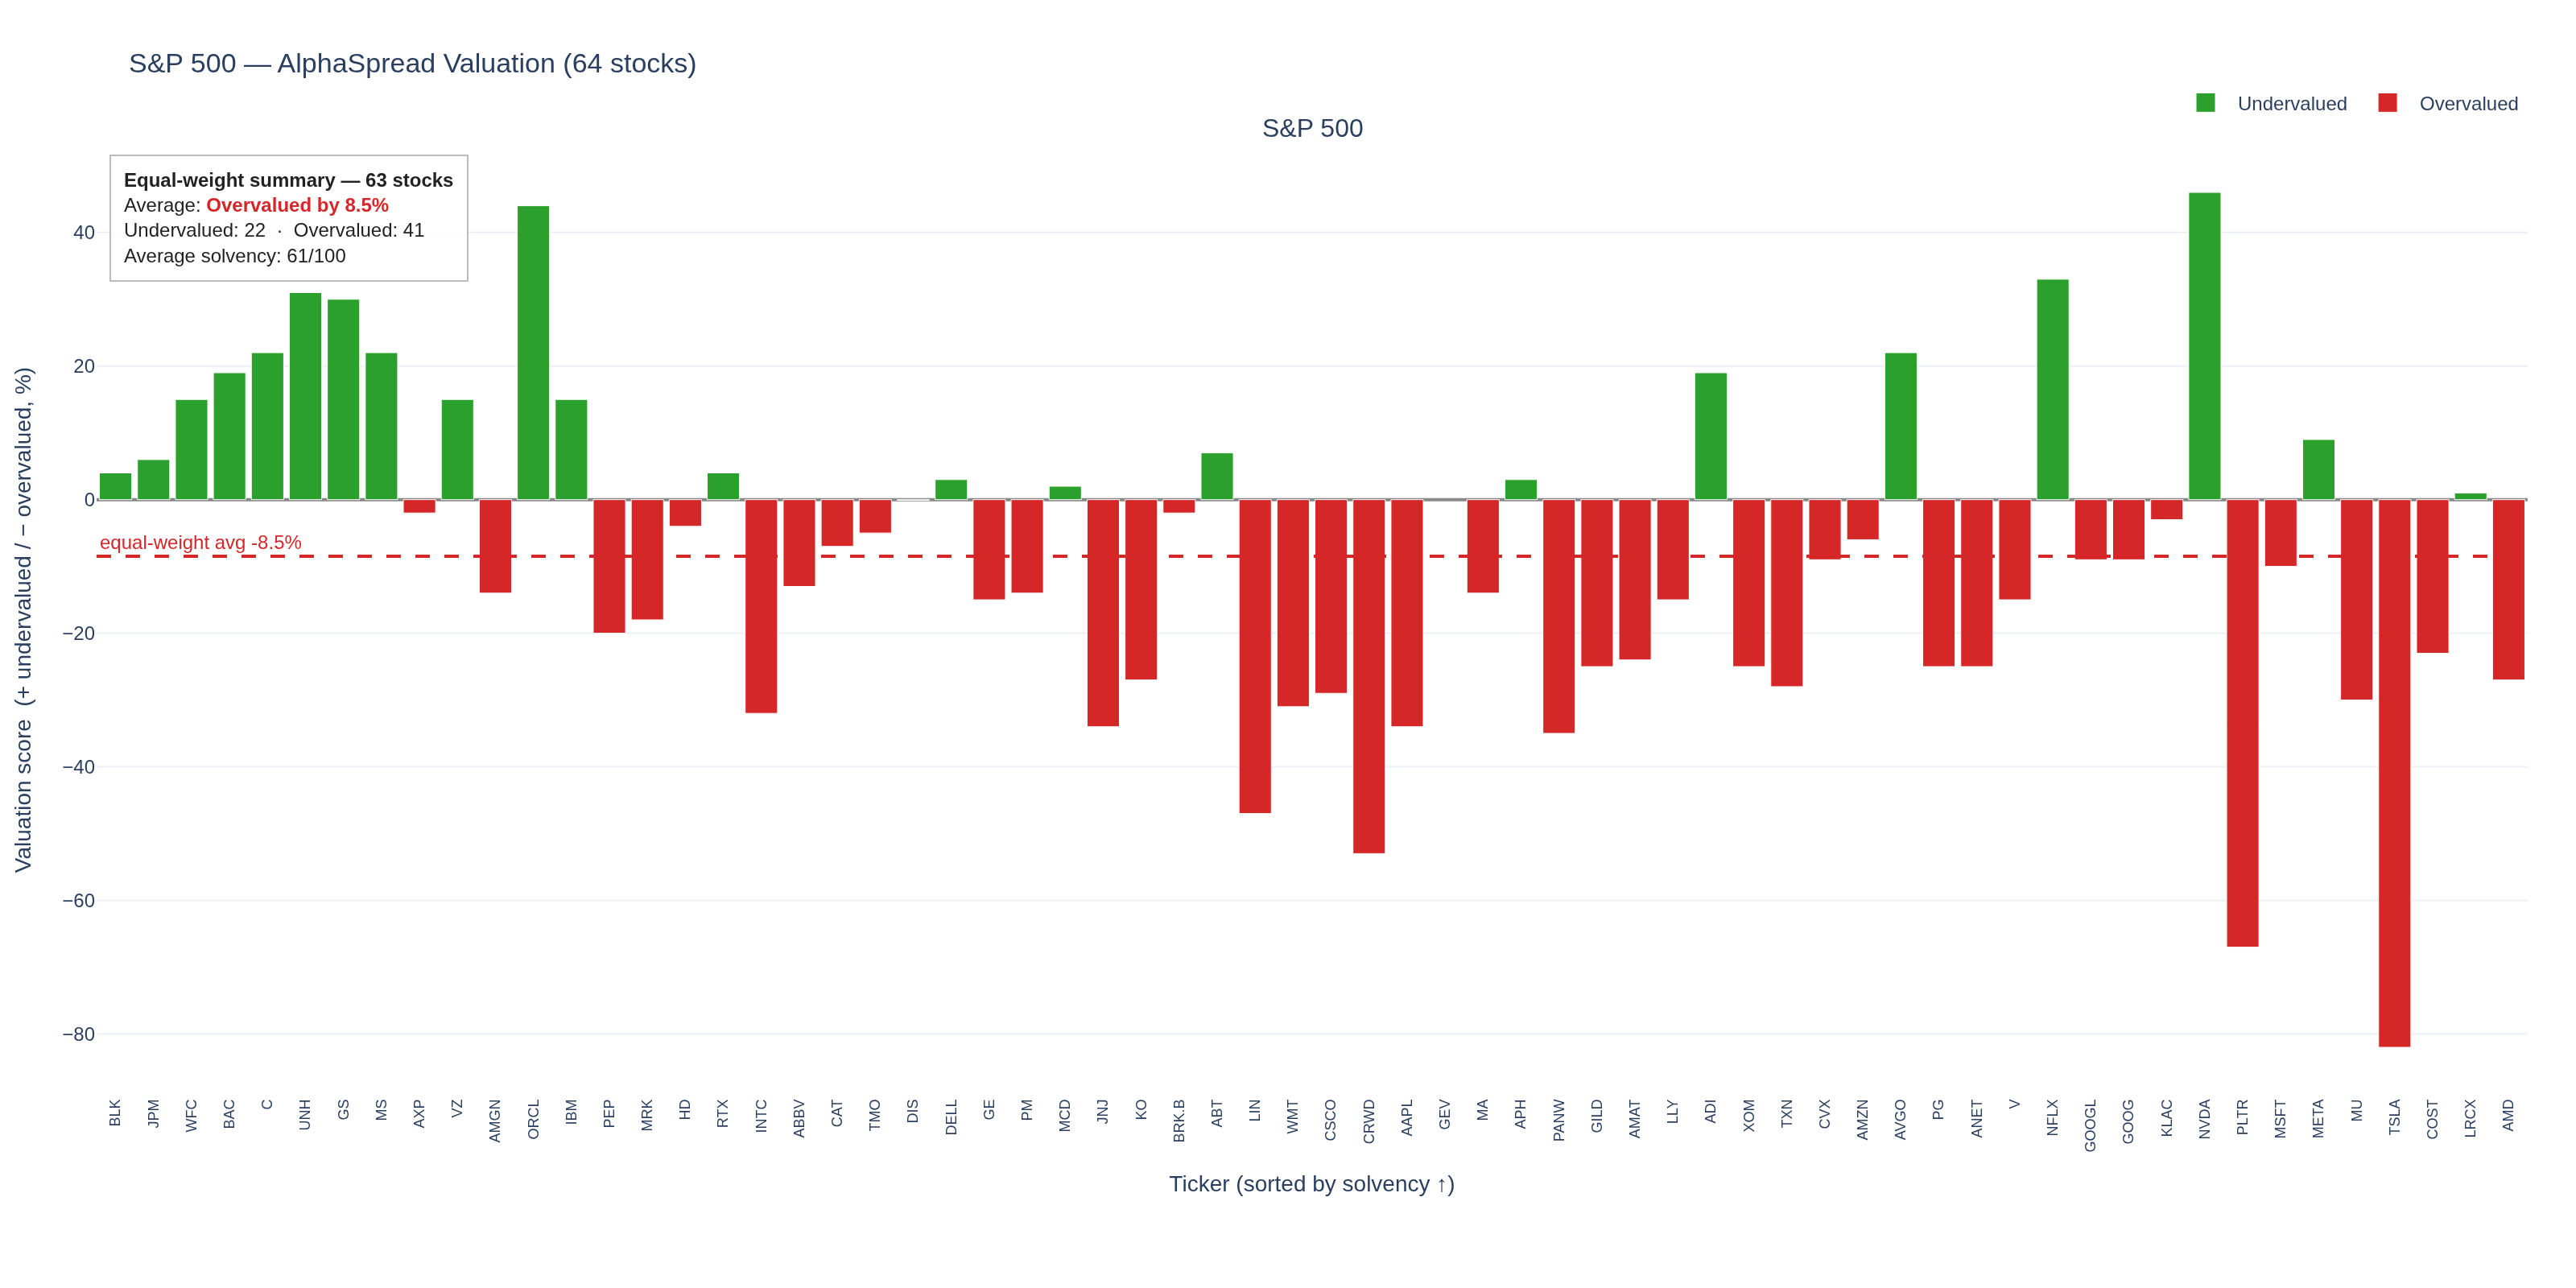 S&P 500 — AlphaSpread Valuation (64 stocks)
Undervalued
Overvalued
S&P 500
Equal-weight summary — 63 stocks
Average: Overvalued by 8.5%
Undervalued: 22 · Overvalued: 41
Average solvency: 61/100
40
20
0
−20
−40
−60
−80
equal-weight avg -8.5%
Valuation score (+ undervalued / − overvalued, %)
BLK
JPM
WFC
BAC
C
UNH
GS
MS
AXP
VZ
AMGN
ORCL
IBM
PEP
MRK
HD
RTX
INTC
ABBV
CAT
TMO
DIS
DELL
GE
PM
MCD
JNJ
KO
BRK.B
ABT
LIN
WMT
CSCO
CRWD
AAPL
GEV
MA
APH
PANW
GILD
AMAT
LLY
ADI
XOM
TXN
CVX
AMZN
AVGO
PG
ANET
V
NFLX
GOOGL
GOOG
KLAC
NVDA
PLTR
MSFT
META
MU
TSLA
COST
LRCX
AMD
Ticker (sorted by solvency ↑)